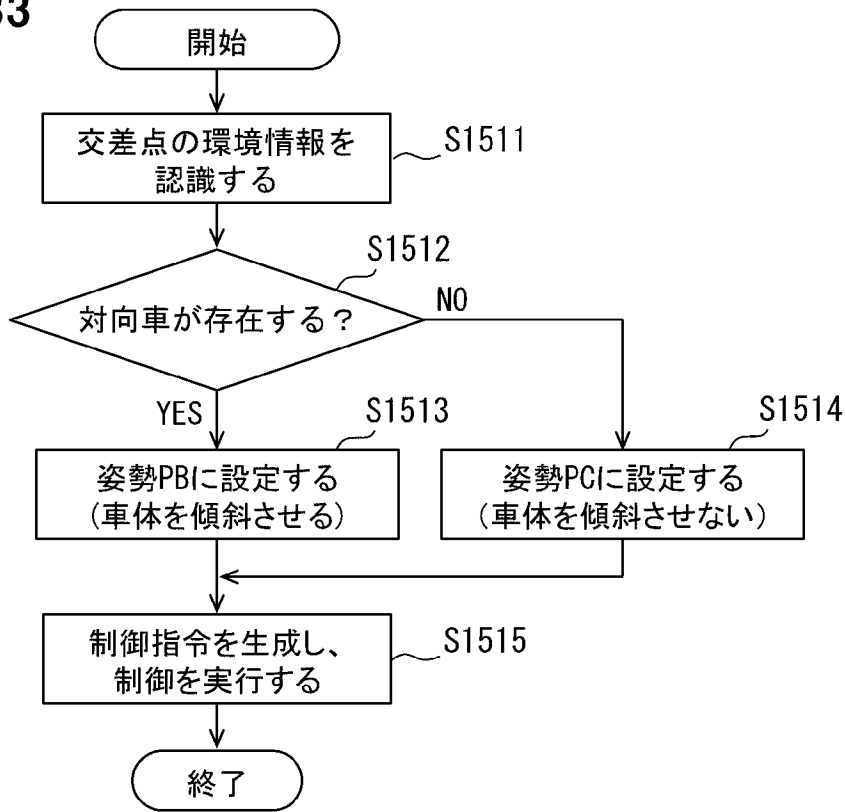 開始
交差点の環境情報を
認識する
S1511
S1512
対向車が存在する？
NO
YES
S1513
S1514
姿勢PBに設定する
（車体を傾斜させる）
姿勢PCに設定する
（車体を傾斜させない）
制御指令を生成し、
制御を実行する
S1515
終了